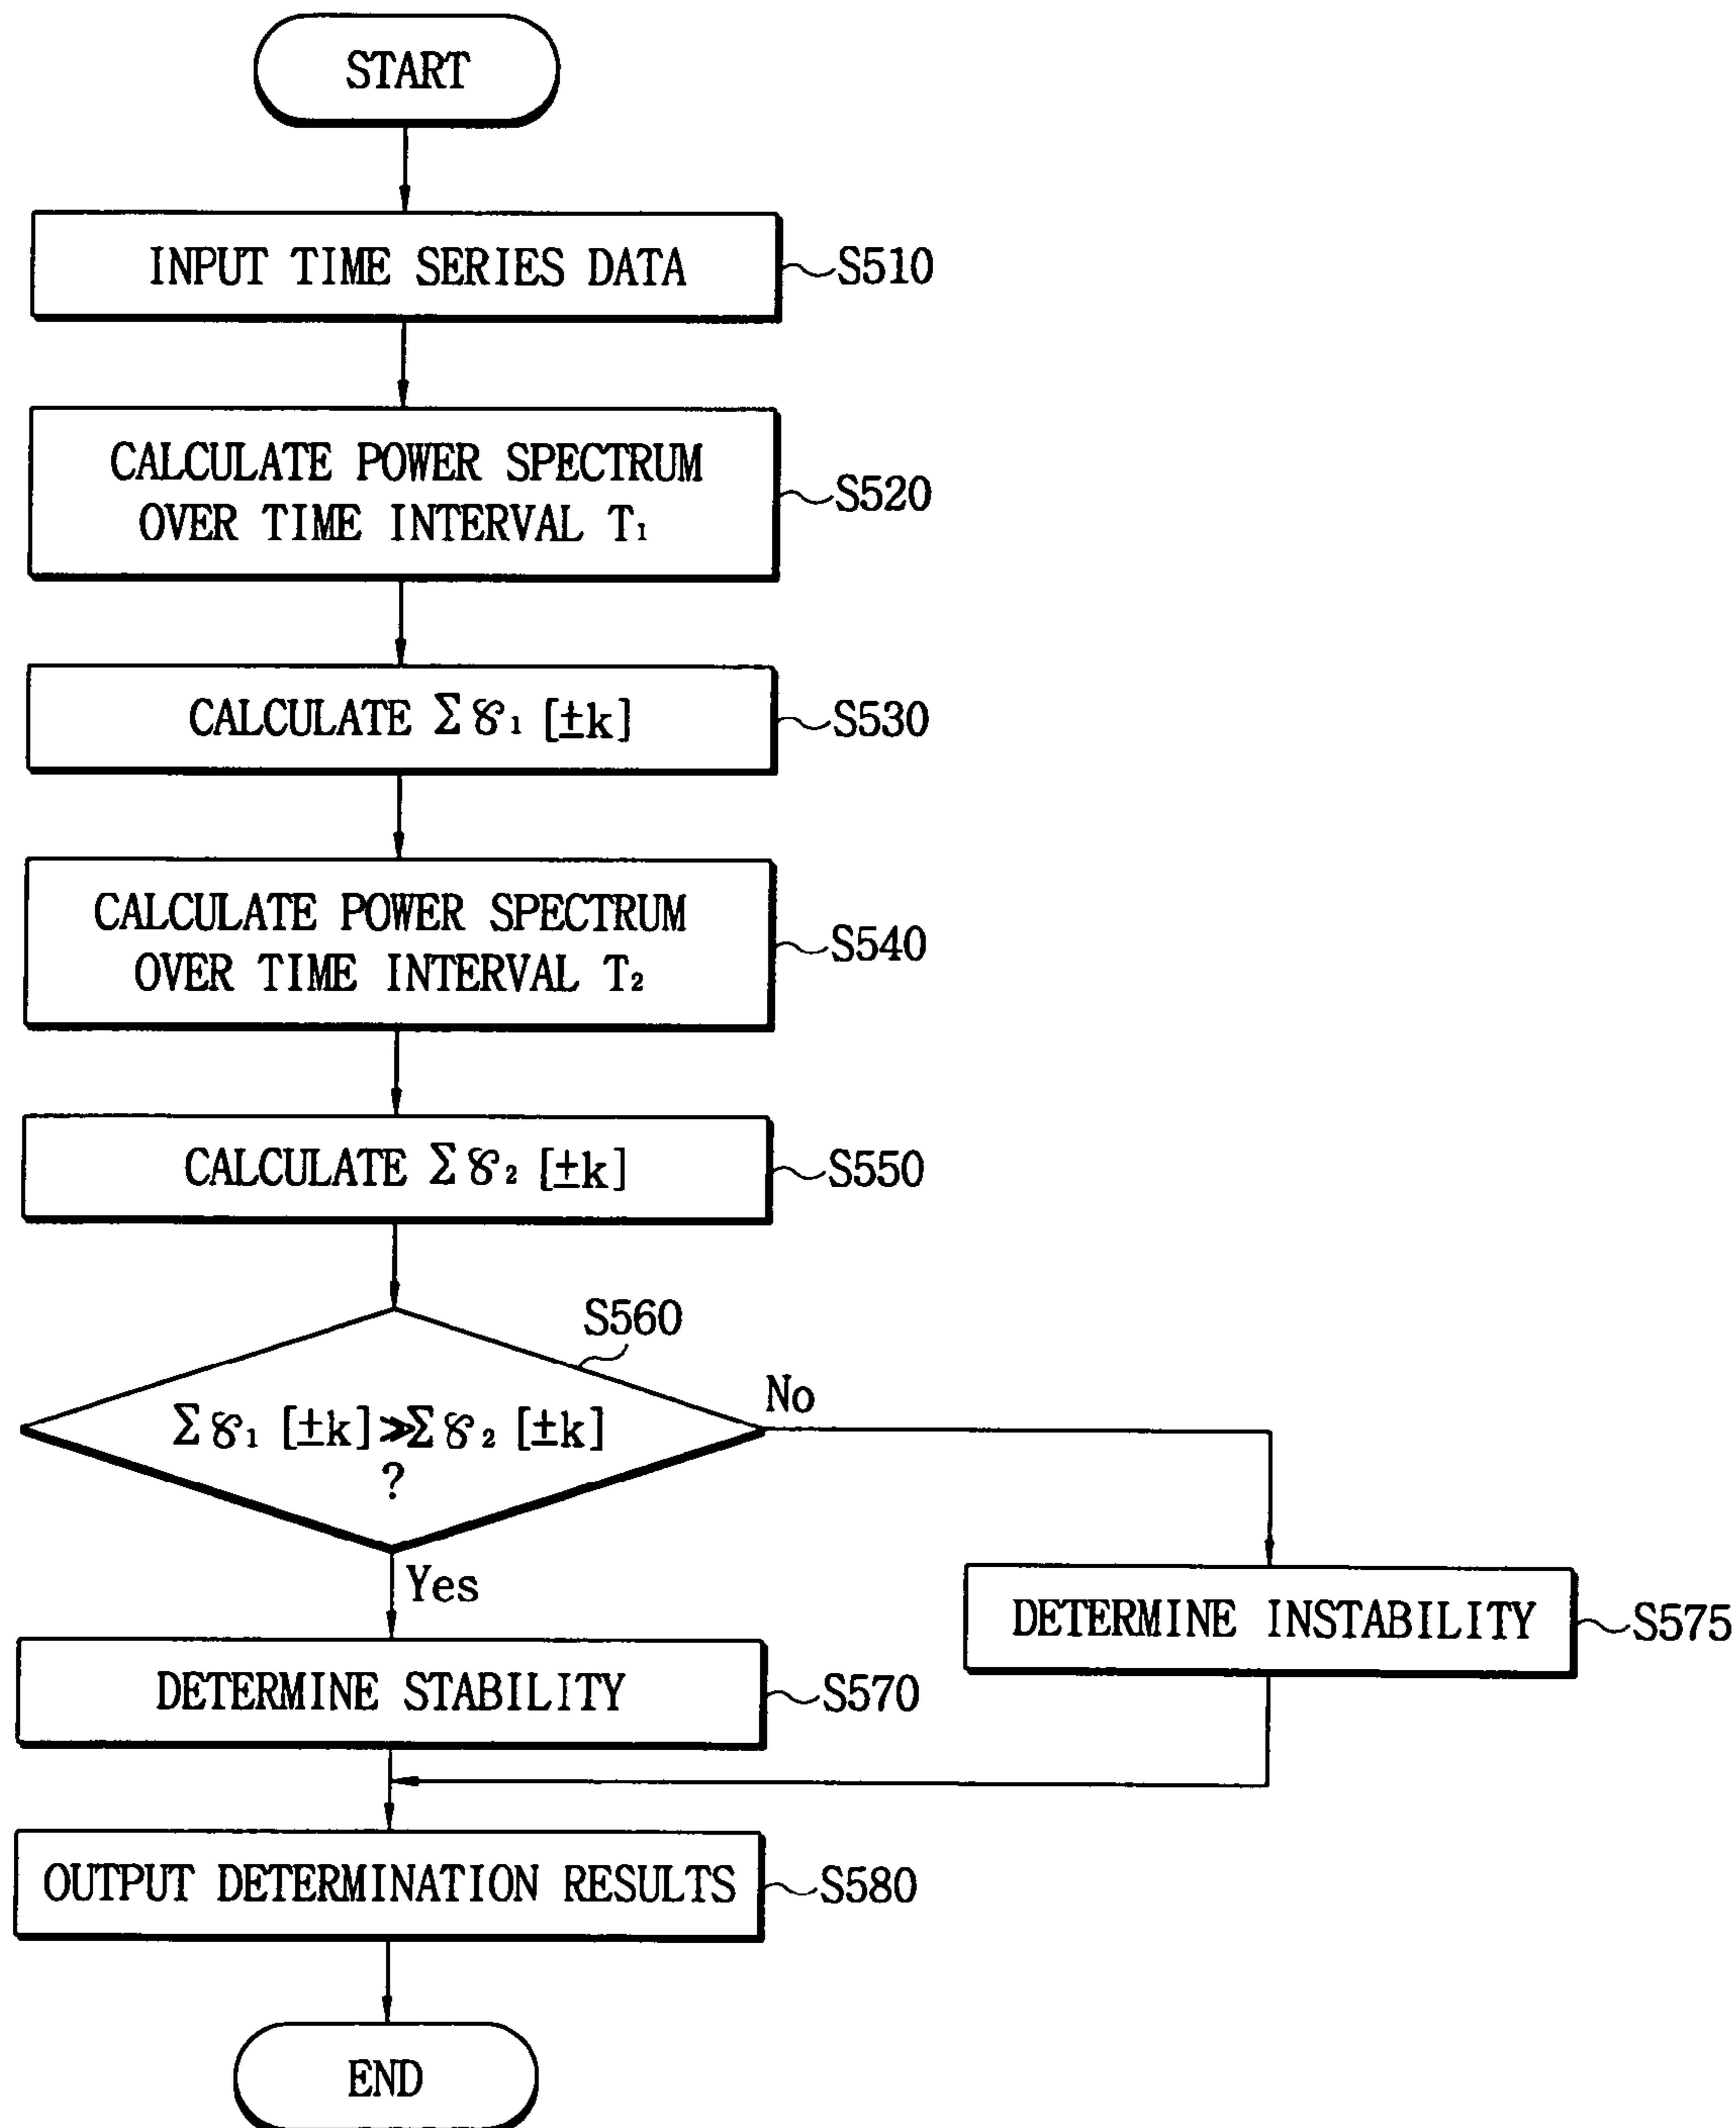 START
INPUT TIME SERIES DATA
S510
CALCULATE POWER SPECTRUM
OVER TIME INTERVAL T₁
S520
CALCULATE Σ℘₁ [±k]
S530
CALCULATE POWER SPECTRUM
OVER TIME INTERVAL T₂
S540
CALCULATE Σ℘₂ [±k]
S550
S560
Σ℘₁ [±k]≫Σ℘₂ [±k]
?
No
Yes
DETERMINE INSTABILITY
S575
DETERMINE STABILITY
S570
OUTPUT DETERMINATION RESULTS
S580
END